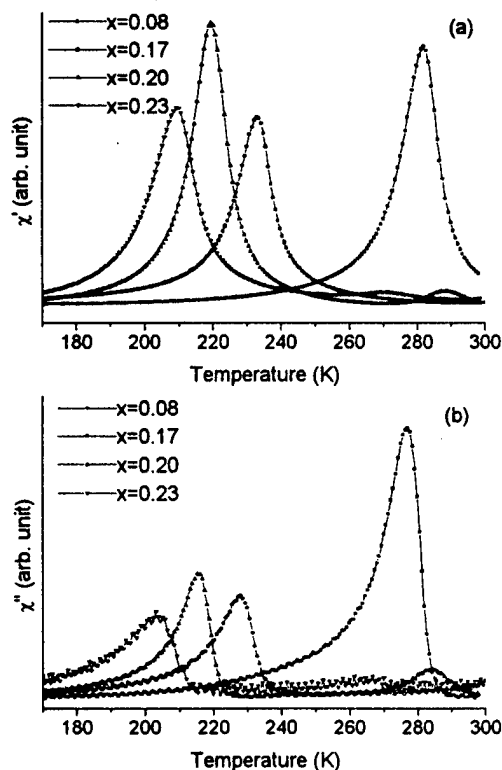 x=0.08
x=0.17
x=0.20
x=0.23
(a)
χ' (arb. unit)
180 200 220 240 260 280 300
Temperature (K)
x=0.08
x=0.17
x=0.20
x=0.23
(b)
χ'' (arb. unit)
180 200 220 240 260 280 300
Temperature (K)